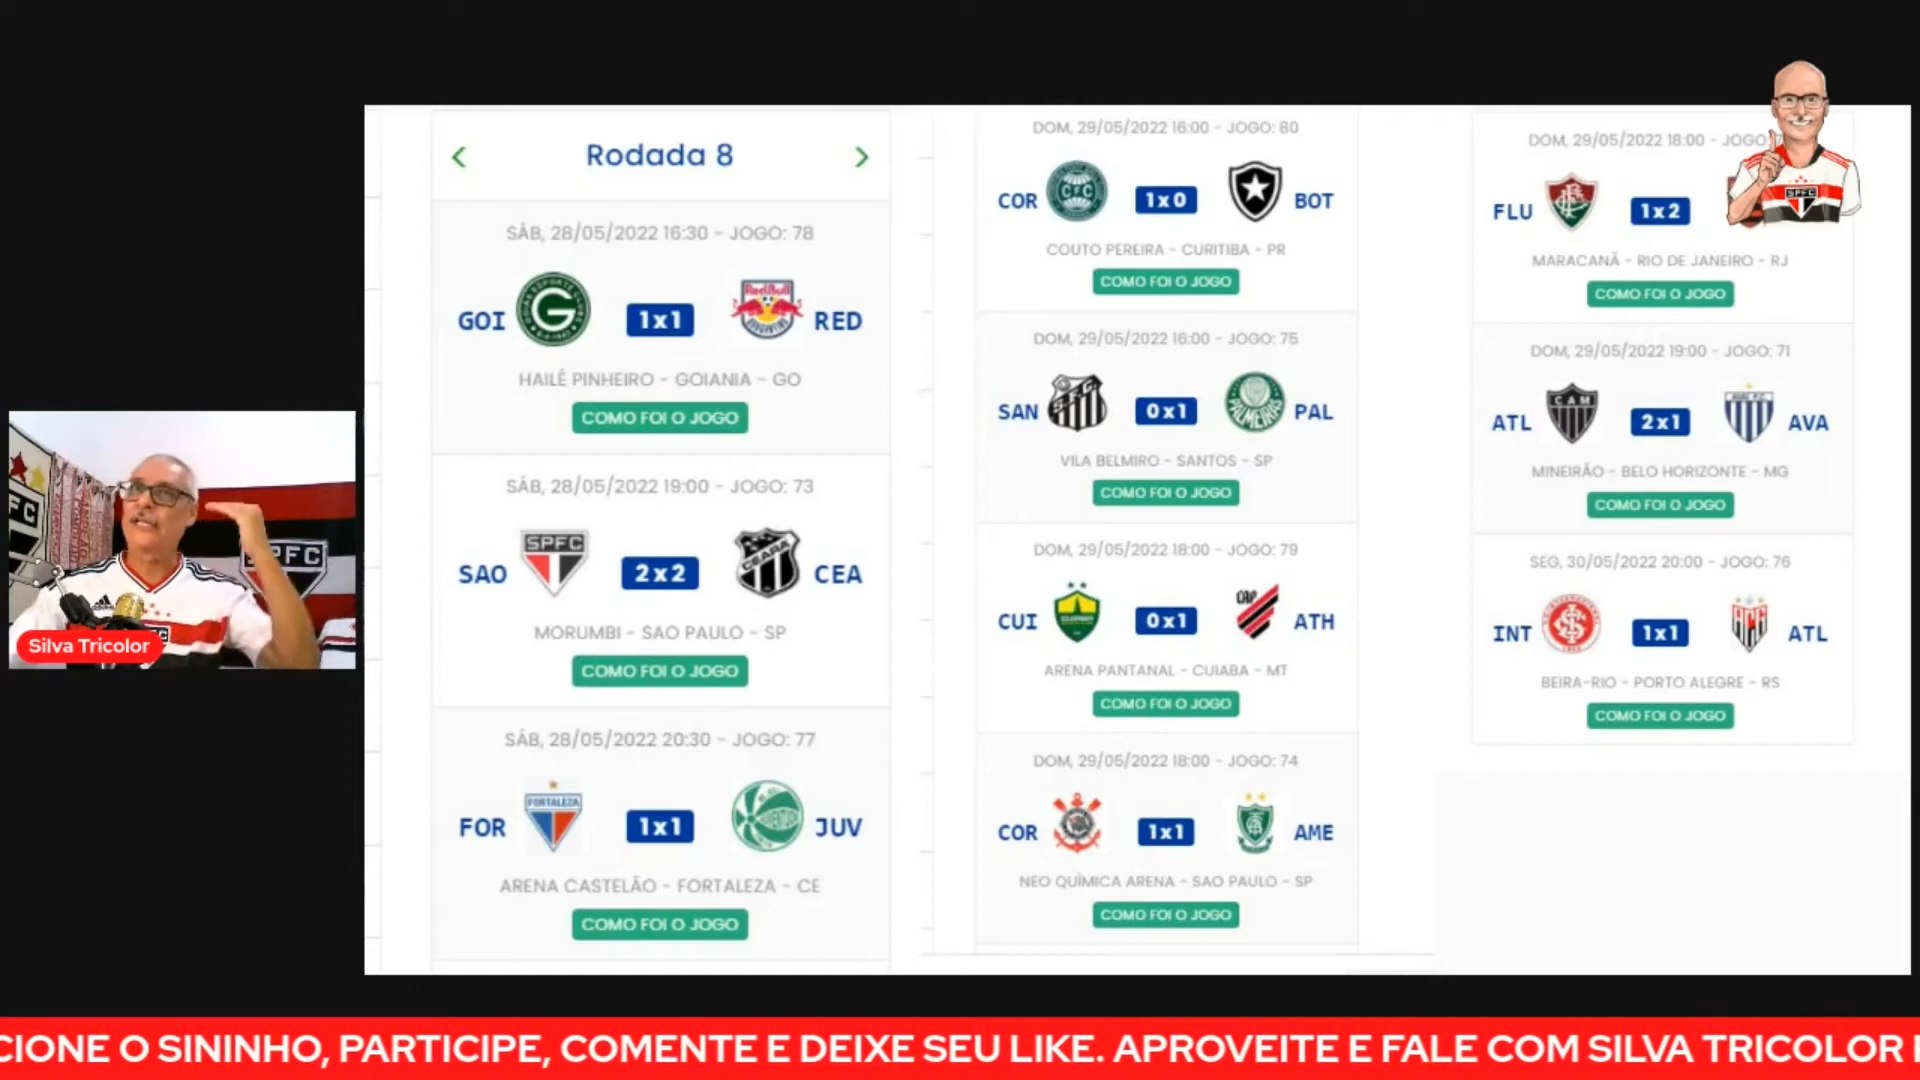 Rodada 8
SÁB, 28/05/2022 16:30 - JOGO: 78
GOI 1x1 RED
HAILÉ PINHEIRO - GOIANIA - GO
COMO FOI O JOGO
SÁB, 28/05/2022 19:00 - JOGO: 73
SAO SPFC 2x2 CEARÁ CEA
MORUMBI - SAO PAULO - SP
COMO FOI O JOGO
SÁB, 28/05/2022 20:30 - JOGO: 77
FOR FORTALEZA 1x1 JUV
ARENA CASTELÃO - FORTALEZA - CE
COMO FOI O JOGO
DOM, 29/05/2022 16:00 - JOGO: 80
COR CFC 1x0 BOT
COUTO PEREIRA - CURITIBA - PR
COMO FOI O JOGO
DOM, 29/05/2022 16:00 - JOGO: 75
SAN 0x1 PALMEIRAS PAL
VILA BELMIRO - SANTOS - SP
COMO FOI O JOGO
DOM, 29/05/2022 18:00 - JOGO: 79
CUI 0x1 CAP ATH
ARENA PANTANAL - CUIABA - MT
COMO FOI O JOGO
DOM, 29/05/2022 18:00 - JOGO: 74
COR 1x1 AME
NEO QUÍMICA ARENA - SAO PAULO - SP
COMO FOI O JOGO
DOM, 29/05/2022 18:00 - JOGO
FLU 1x2
MARACANÃ - RIO DE JANEIRO - RJ
COMO FOI O JOGO
DOM, 29/05/2022 19:00 - JOGO: 71
ATL CAM 2x1 AVA
MINEIRÃO - BELO HORIZONTE - MG
COMO FOI O JOGO
SEG, 30/05/2022 20:00 - JOGO: 76
INT 1x1 ATL
BEIRA-RIO - PORTO ALEGRE - RS
COMO FOI O JOGO
SPFC
Silva Tricolor
CIONE O SININHO, PARTICIPE, COMENTE E DEIXE SEU LIKE. APROVEITE E FALE COM SILVA TRICOLOR